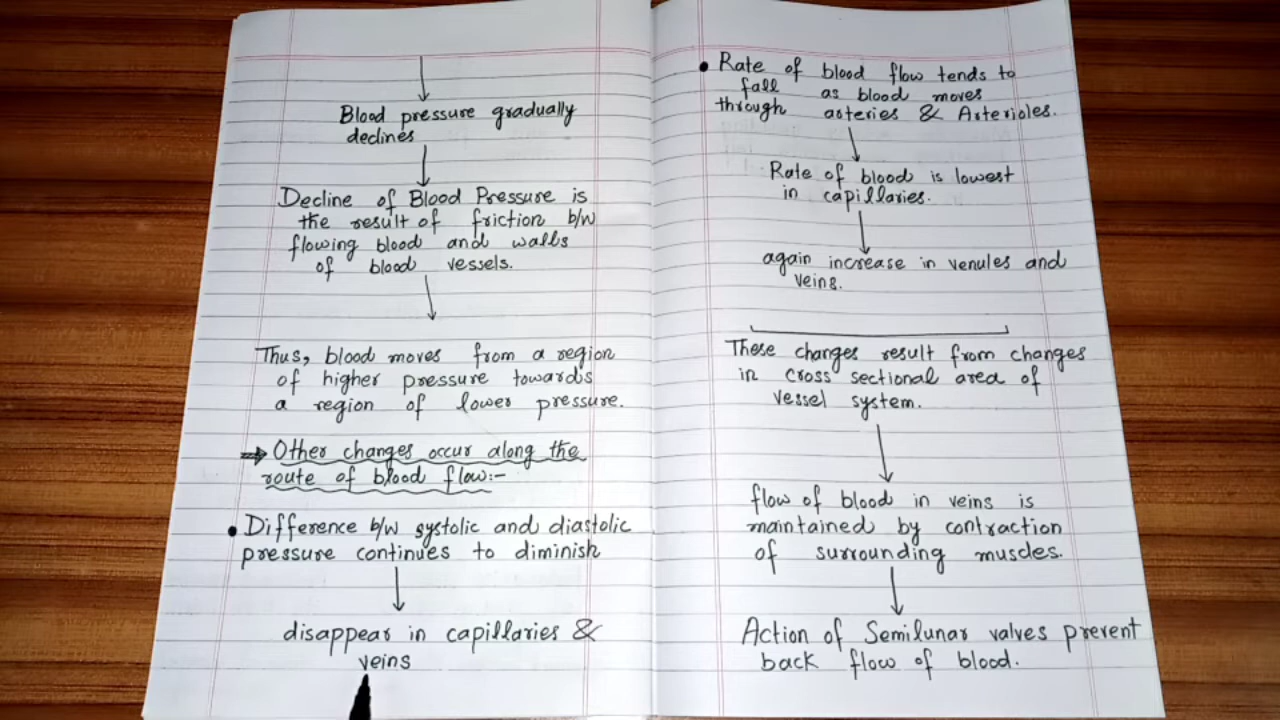 Blood pressure gradually
declines
Decline of Blood Pressure is
the result of friction b/w
flowing blood and walls
of blood vessels.
Thus, blood moves from a region
of higher pressure towards
a region of lower pressure.
⇒ Other changes occur along the
route of blood flow:-
• Difference b/w systolic and diastolic
pressure continues to diminish
disappear in capillaries &
veins
• Rate of blood flow tends to
fall as blood moves
through arteries & Arterioles.
Rate of blood is lowest
in capillaries.
again increase in venules and
veins.
These changes result from changes
in cross sectional area of
vessel system.
flow of blood in veins is
maintained by contraction
of surrounding muscles.
Action of Semilunar valves prevent
back flow of blood.